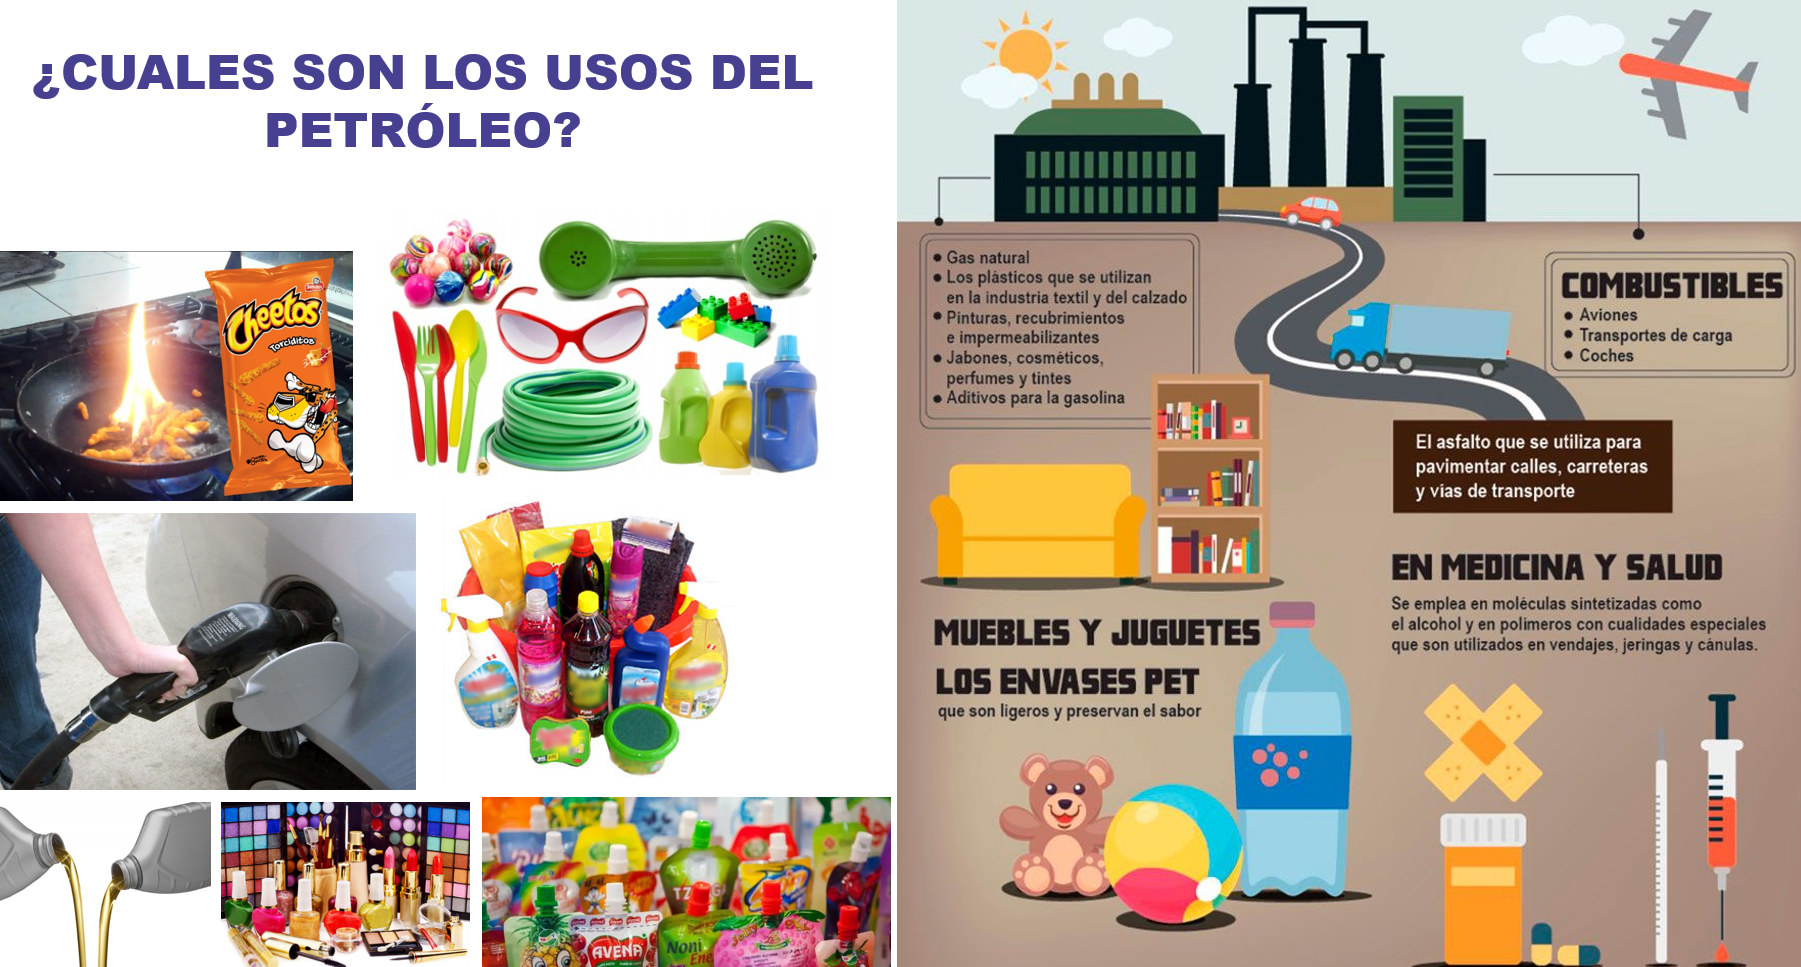 ¿CUALES SON LOS USOS DEL
PETRÓLEO?
Cheetos
Torciditos
AVENA
Noni
Ene
● Gas natural
● Los plásticos que se utilizan
en la industria textil y del calzado
● Pinturas, recubrimientos
e impermeabilizantes
● Jabones, cosméticos,
perfumes y tintes
● Aditivos para la gasolina
COMBUSTIBLES
● Aviones
● Transportes de carga
● Coches
El asfalto que se utiliza para
pavimentar calles, carreteras
y vías de transporte
EN MEDICINA Y SALUD
Se emplea en moléculas sintetizadas como
el alcohol y en polímeros con cualidades especiales
que son utilizados en vendajes, jeringas y cánulas.
MUEBLES Y JUGUETES
LOS ENVASES PET
que son ligeros y preservan el sabor